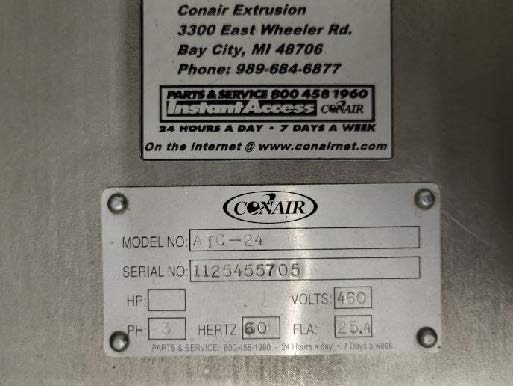 Conair Extrusion
3300 East Wheeler Rd.
Bay City, MI 48706
Phone: 989-684-6877
PARTS & SERVICE 800 458 1960
Instant Access CONAIR
24 HOURS A DAY • 7 DAYS A WEEK
On the Internet @ www.conairnet.com.
CONAIR
MODEL NO: ATC-24
SERIAL NO: 1125455705
HP: VOLTS: 460
PH: 3 HERTZ 60 FLA: 25.4
PARTS & SERVICE: 800-458-1960 - 24 Hours a day • 7 Days a week